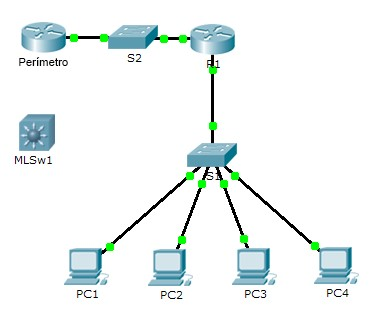 Perímetro
S2
R1
MLSw1
S1
PC1
PC2
PC3
PC4